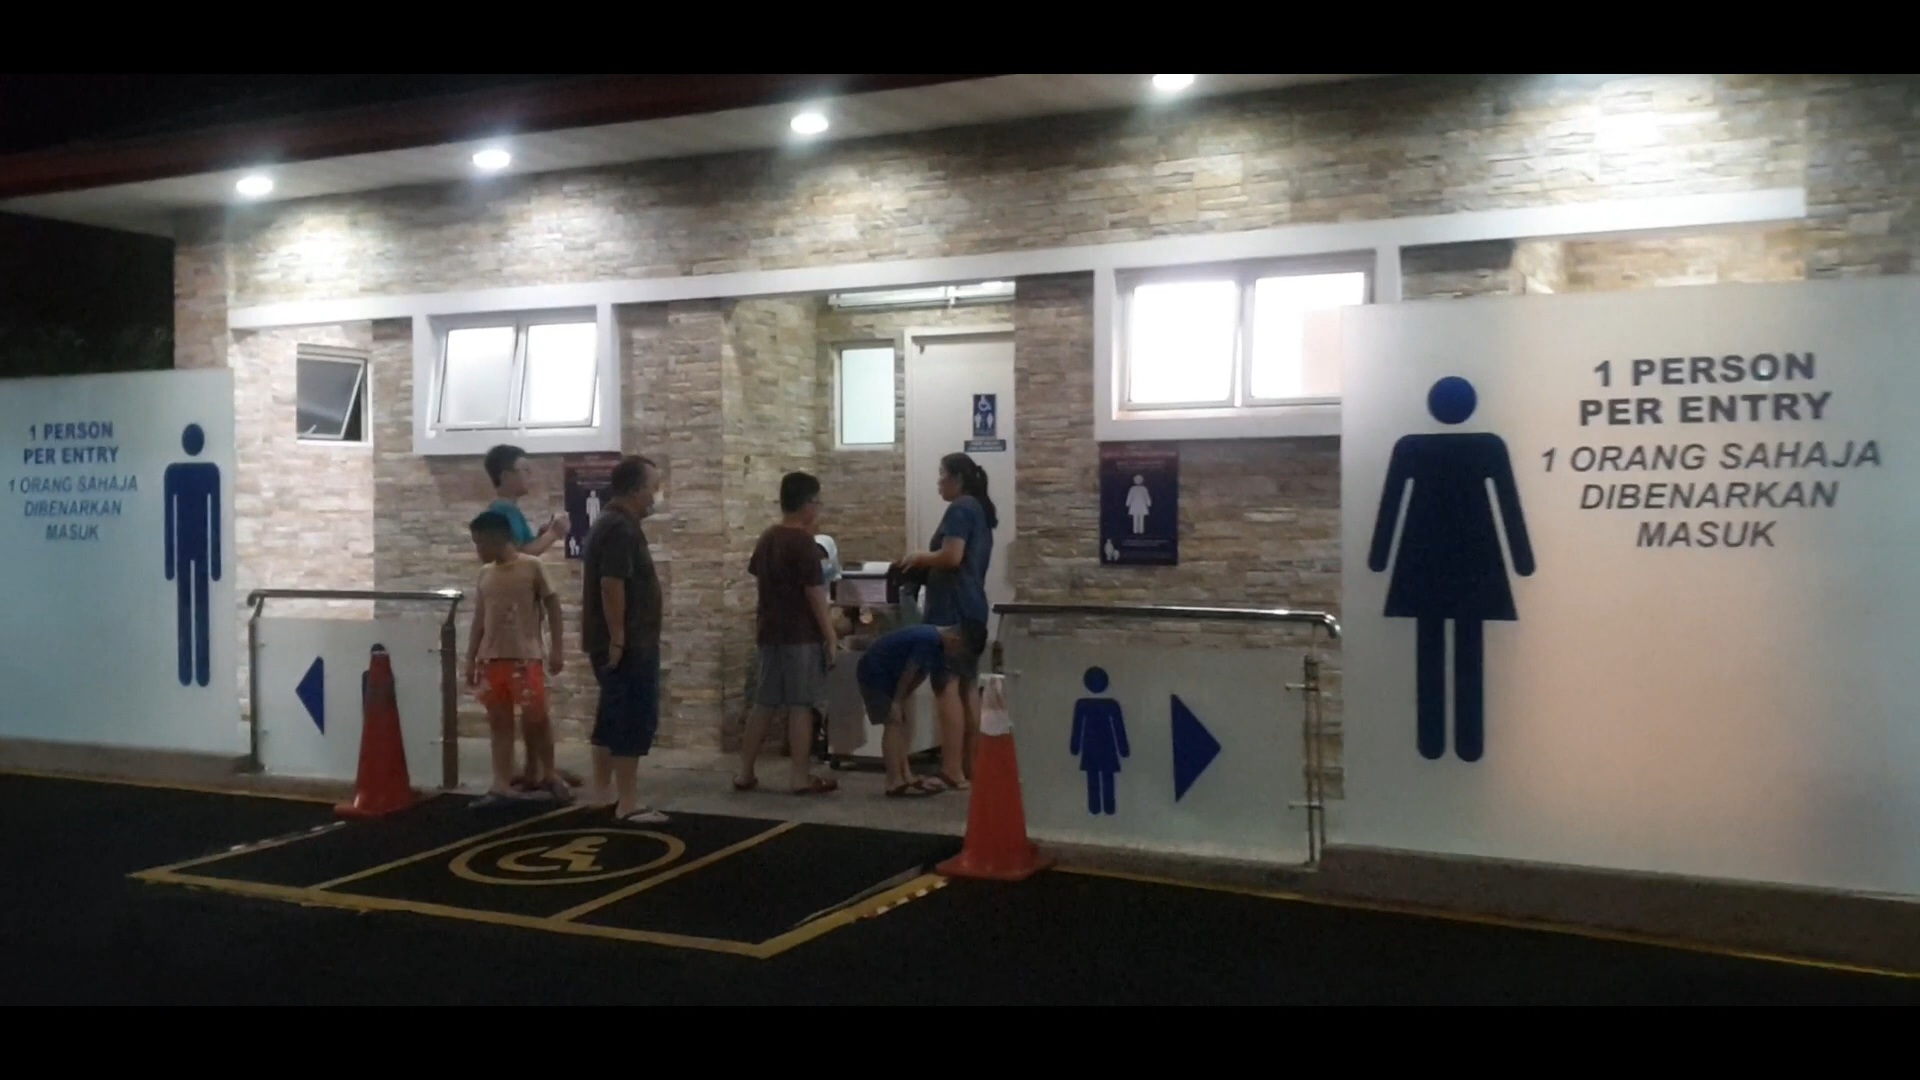 1 PERSON
PER ENTRY
1 ORANG SAHAJA
DIBENARKAN
MASUK
1 PERSON
PER ENTRY
1 ORANG SAHAJA
DIBENARKAN
MASUK